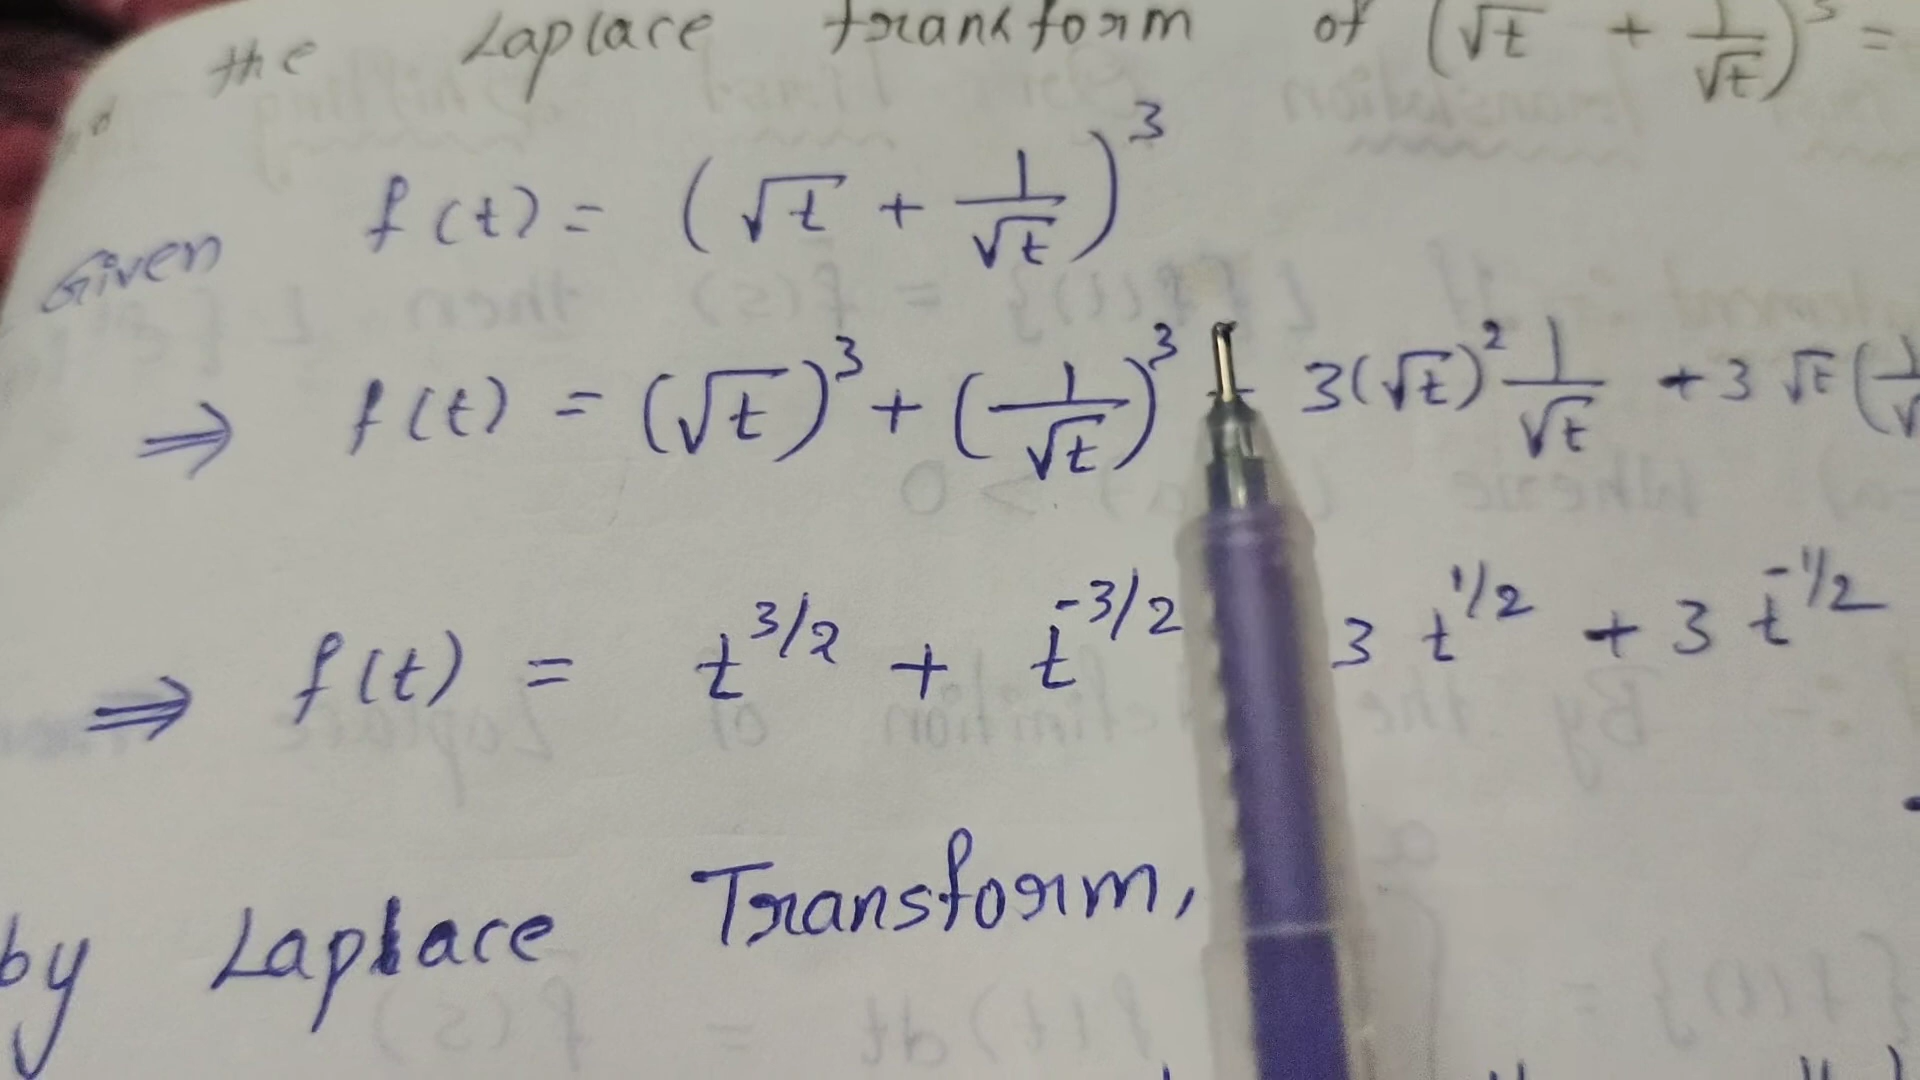 the Laplace transform of (√t + 1/√t)³ =
Given f(t) = (√t + 1/√t)³
⇒ f(t) = (√t)³ + (1/√t)³ + 3(√t)² 1/√t + 3 √t (1/√
⇒ f(t) = t^3/2 + t^-3/2 3 t^1/2 + 3 t^-1/2
by Laplace Transform,